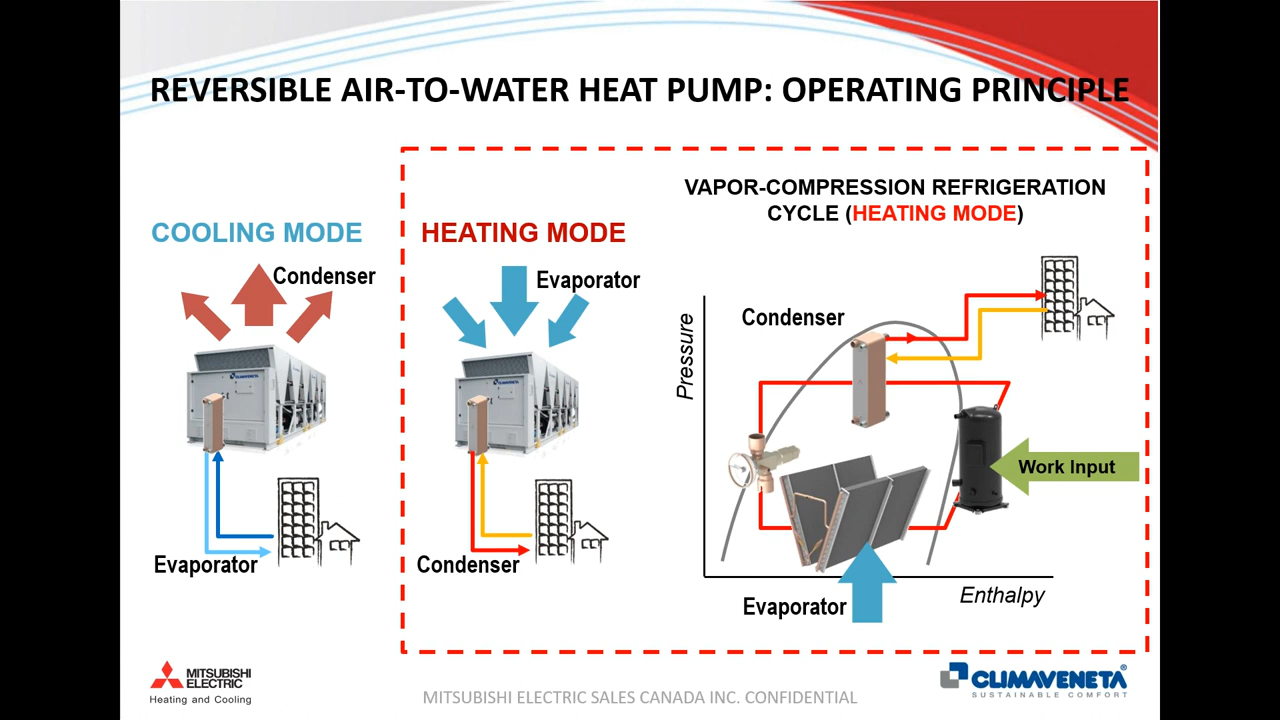 REVERSIBLE AIR-TO-WATER HEAT PUMP: OPERATING PRINCIPLE
COOLING MODE
Condenser
CLIMAVENETA
Evaporator
HEATING MODE
Evaporator
CLIMAVENETA
Condenser
VAPOR-COMPRESSION REFRIGERATION
CYCLE (HEATING MODE)
Condenser
Pressure
Work Input
Evaporator
Enthalpy
MITSUBISHI
ELECTRIC
Heating and Cooling
MITSUBISHI ELECTRIC SALES CANADA INC. CONFIDENTIAL
CLIMAVENETA®
SUSTAINABLE COMFORT